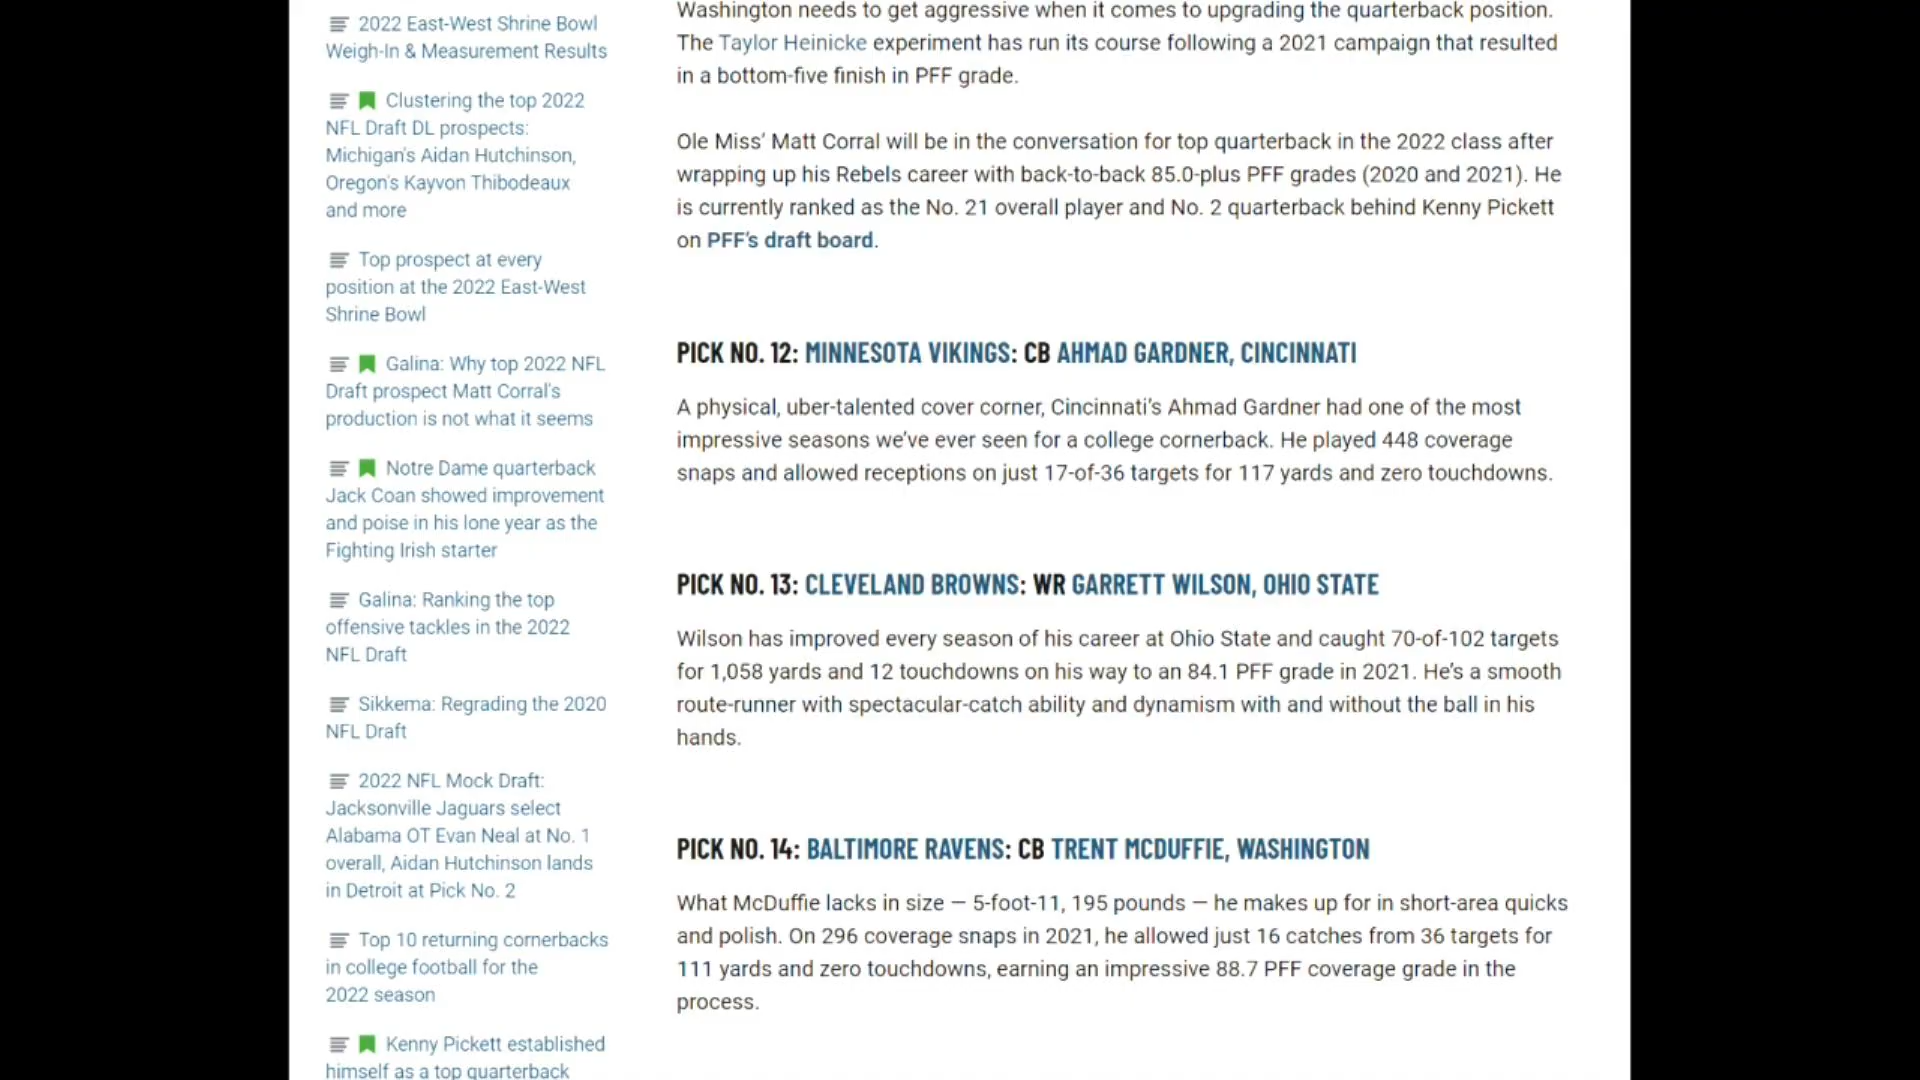 2022 East-West Shrine Bowl
Weigh-In & Measurement Results
Clustering the top 2022
NFL Draft DL prospects:
Michigan's Aidan Hutchinson,
Oregon's Kayvon Thibodeaux
and more
Top prospect at every
position at the 2022 East-West
Shrine Bowl
Galina: Why top 2022 NFL
Draft prospect Matt Corral's
production is not what it seems
Notre Dame quarterback
Jack Coan showed improvement
and poise in his lone year as the
Fighting Irish starter
Galina: Ranking the top
offensive tackles in the 2022
NFL Draft
Sikkema: Regrading the 2020
NFL Draft
2022 NFL Mock Draft:
Jacksonville Jaguars select
Alabama OT Evan Neal at No. 1
overall, Aidan Hutchinson lands
in Detroit at Pick No. 2
Top 10 returning cornerbacks
in college football for the
2022 season
Kenny Pickett established
himself as a top quarterback
Washington needs to get aggressive when it comes to upgrading the quarterback position.
The Taylor Heinicke experiment has run its course following a 2021 campaign that resulted
in a bottom-five finish in PFF grade.
Ole Miss’ Matt Corral will be in the conversation for top quarterback in the 2022 class after
wrapping up his Rebels career with back-to-back 85.0-plus PFF grades (2020 and 2021). He
is currently ranked as the No. 21 overall player and No. 2 quarterback behind Kenny Pickett
on PFF’s draft board.
PICK NO. 12: MINNESOTA VIKINGS: CB AHMAD GARDNER, CINCINNATI
A physical, uber-talented cover corner, Cincinnati’s Ahmad Gardner had one of the most
impressive seasons we’ve ever seen for a college cornerback. He played 448 coverage
snaps and allowed receptions on just 17-of-36 targets for 117 yards and zero touchdowns.
PICK NO. 13: CLEVELAND BROWNS: WR GARRETT WILSON, OHIO STATE
Wilson has improved every season of his career at Ohio State and caught 70-of-102 targets
for 1,058 yards and 12 touchdowns on his way to an 84.1 PFF grade in 2021. He’s a smooth
route-runner with spectacular-catch ability and dynamism with and without the ball in his
hands.
PICK NO. 14: BALTIMORE RAVENS: CB TRENT MCDUFFIE, WASHINGTON
What McDuffie lacks in size — 5-foot-11, 195 pounds — he makes up for in short-area quicks
and polish. On 296 coverage snaps in 2021, he allowed just 16 catches from 36 targets for
111 yards and zero touchdowns, earning an impressive 88.7 PFF coverage grade in the
process.